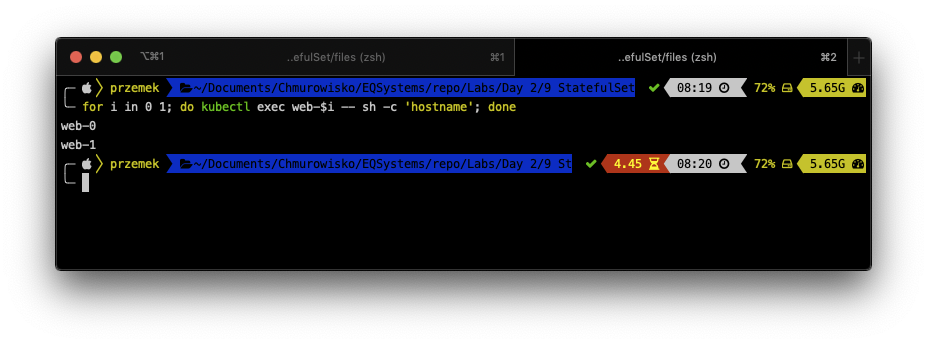 ⌥⌘1 ..efulSet/files (zsh) ⌘1 ..efulSet/files (zsh) ⌘2 +
przemek ~/Documents/Chmurowisko/EQSystems/repo/Labs/Day 2/9 StatefulSet ✔ 08:19 72% 5.65G
for i in 0 1; do kubectl exec web-$i -- sh -c 'hostname'; done
web-0
web-1
przemek ~/Documents/Chmurowisko/EQSystems/repo/Labs/Day 2/9 St ✔ 4.45 08:20 72% 5.65G